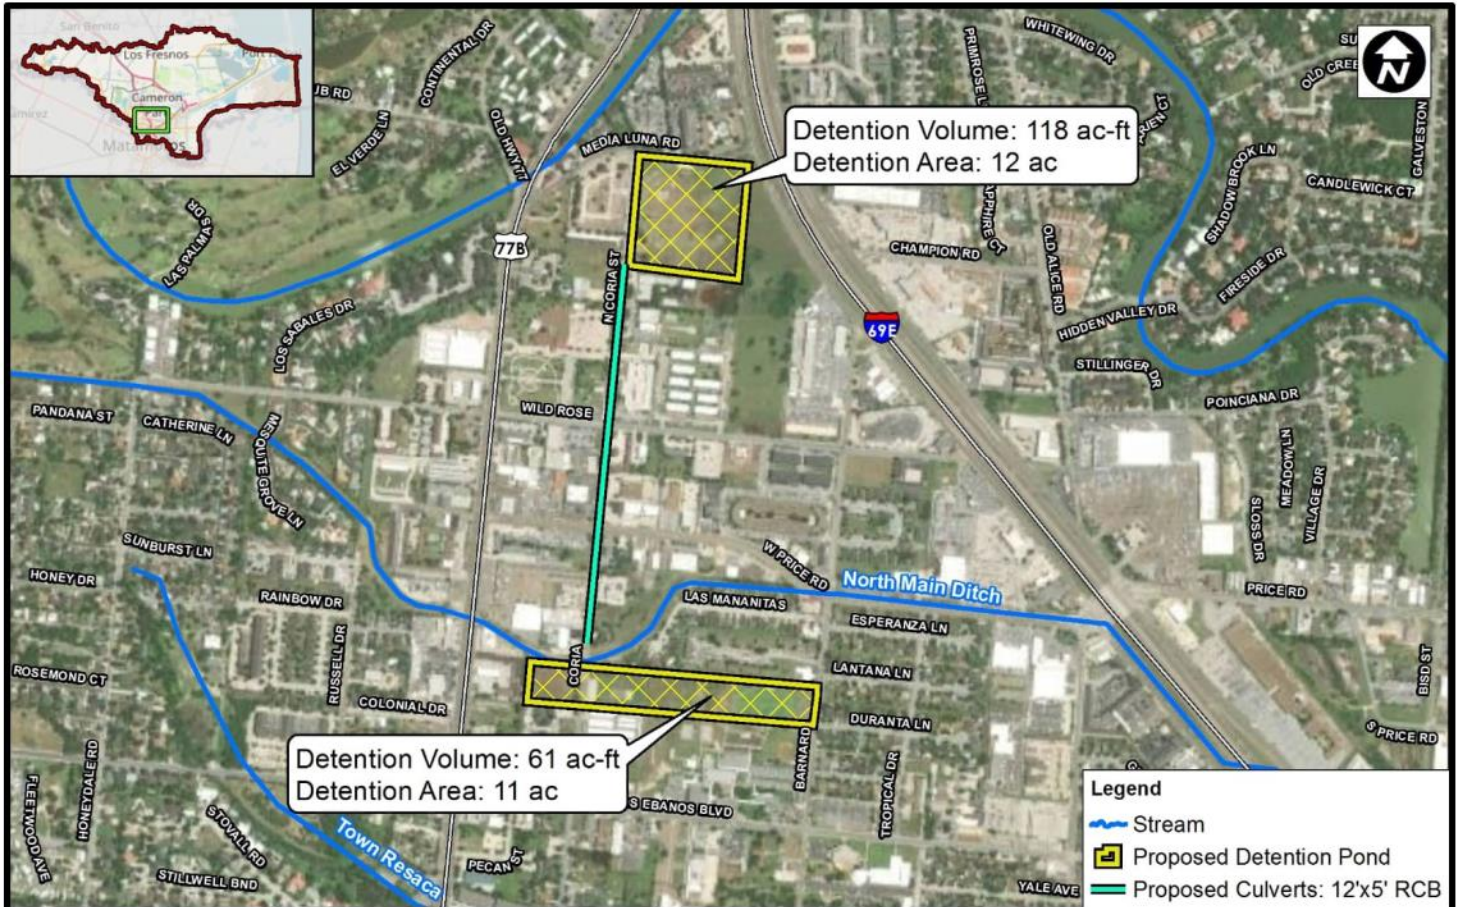 San Benito
Los Fresnos
Cameron
Matamoros
CONTINENTAL DR
WHITEWING DR
UB RD
EL VERDE LN
OLD HWY 77
MEDIA LUNA RD
Detention Volume: 118 ac-ft
Detention Area: 12 ac
N
GALVESTON
SHADOW BROOK LN
CANDLEWICK CT
LAS PALMAS DR
77B
N CORIA ST
CHAMPION RD
OLD ALICE RD
FIRESIDE DR
69E
HIDDEN VALLEY DR
LOS SABALES DR
STILLINGER DR
POINCIANA DR
PANDANA ST
CATHERINE LN
MESQUITE GROVE LN
WILD ROSE
MEADOW LN
VILLAGE DR
SLOSS DR
SUNBURST LN
HONEY DR
RAINBOW DR
W PRICE RD
North Main Ditch
PRICE RD
LAS MANANITAS
ESPERANZA LN
RUSSELL DR
CORIA
LANTANA LN
BISD ST
ROSEMOND CT
COLONIAL DR
DURANTA LN
S PRICE RD
BARNARD
HONEYDALE RD
Detention Volume: 61 ac-ft
Detention Area: 11 ac
TROPICAL DR
S EBANOS BLVD
FLEETWOOD AVE
STOVALL RD
Town Resaca
PECAN ST
STILLWELL BND
YALE AVE
Legend
Stream
Proposed Detention Pond
Proposed Culverts: 12'x5' RCB